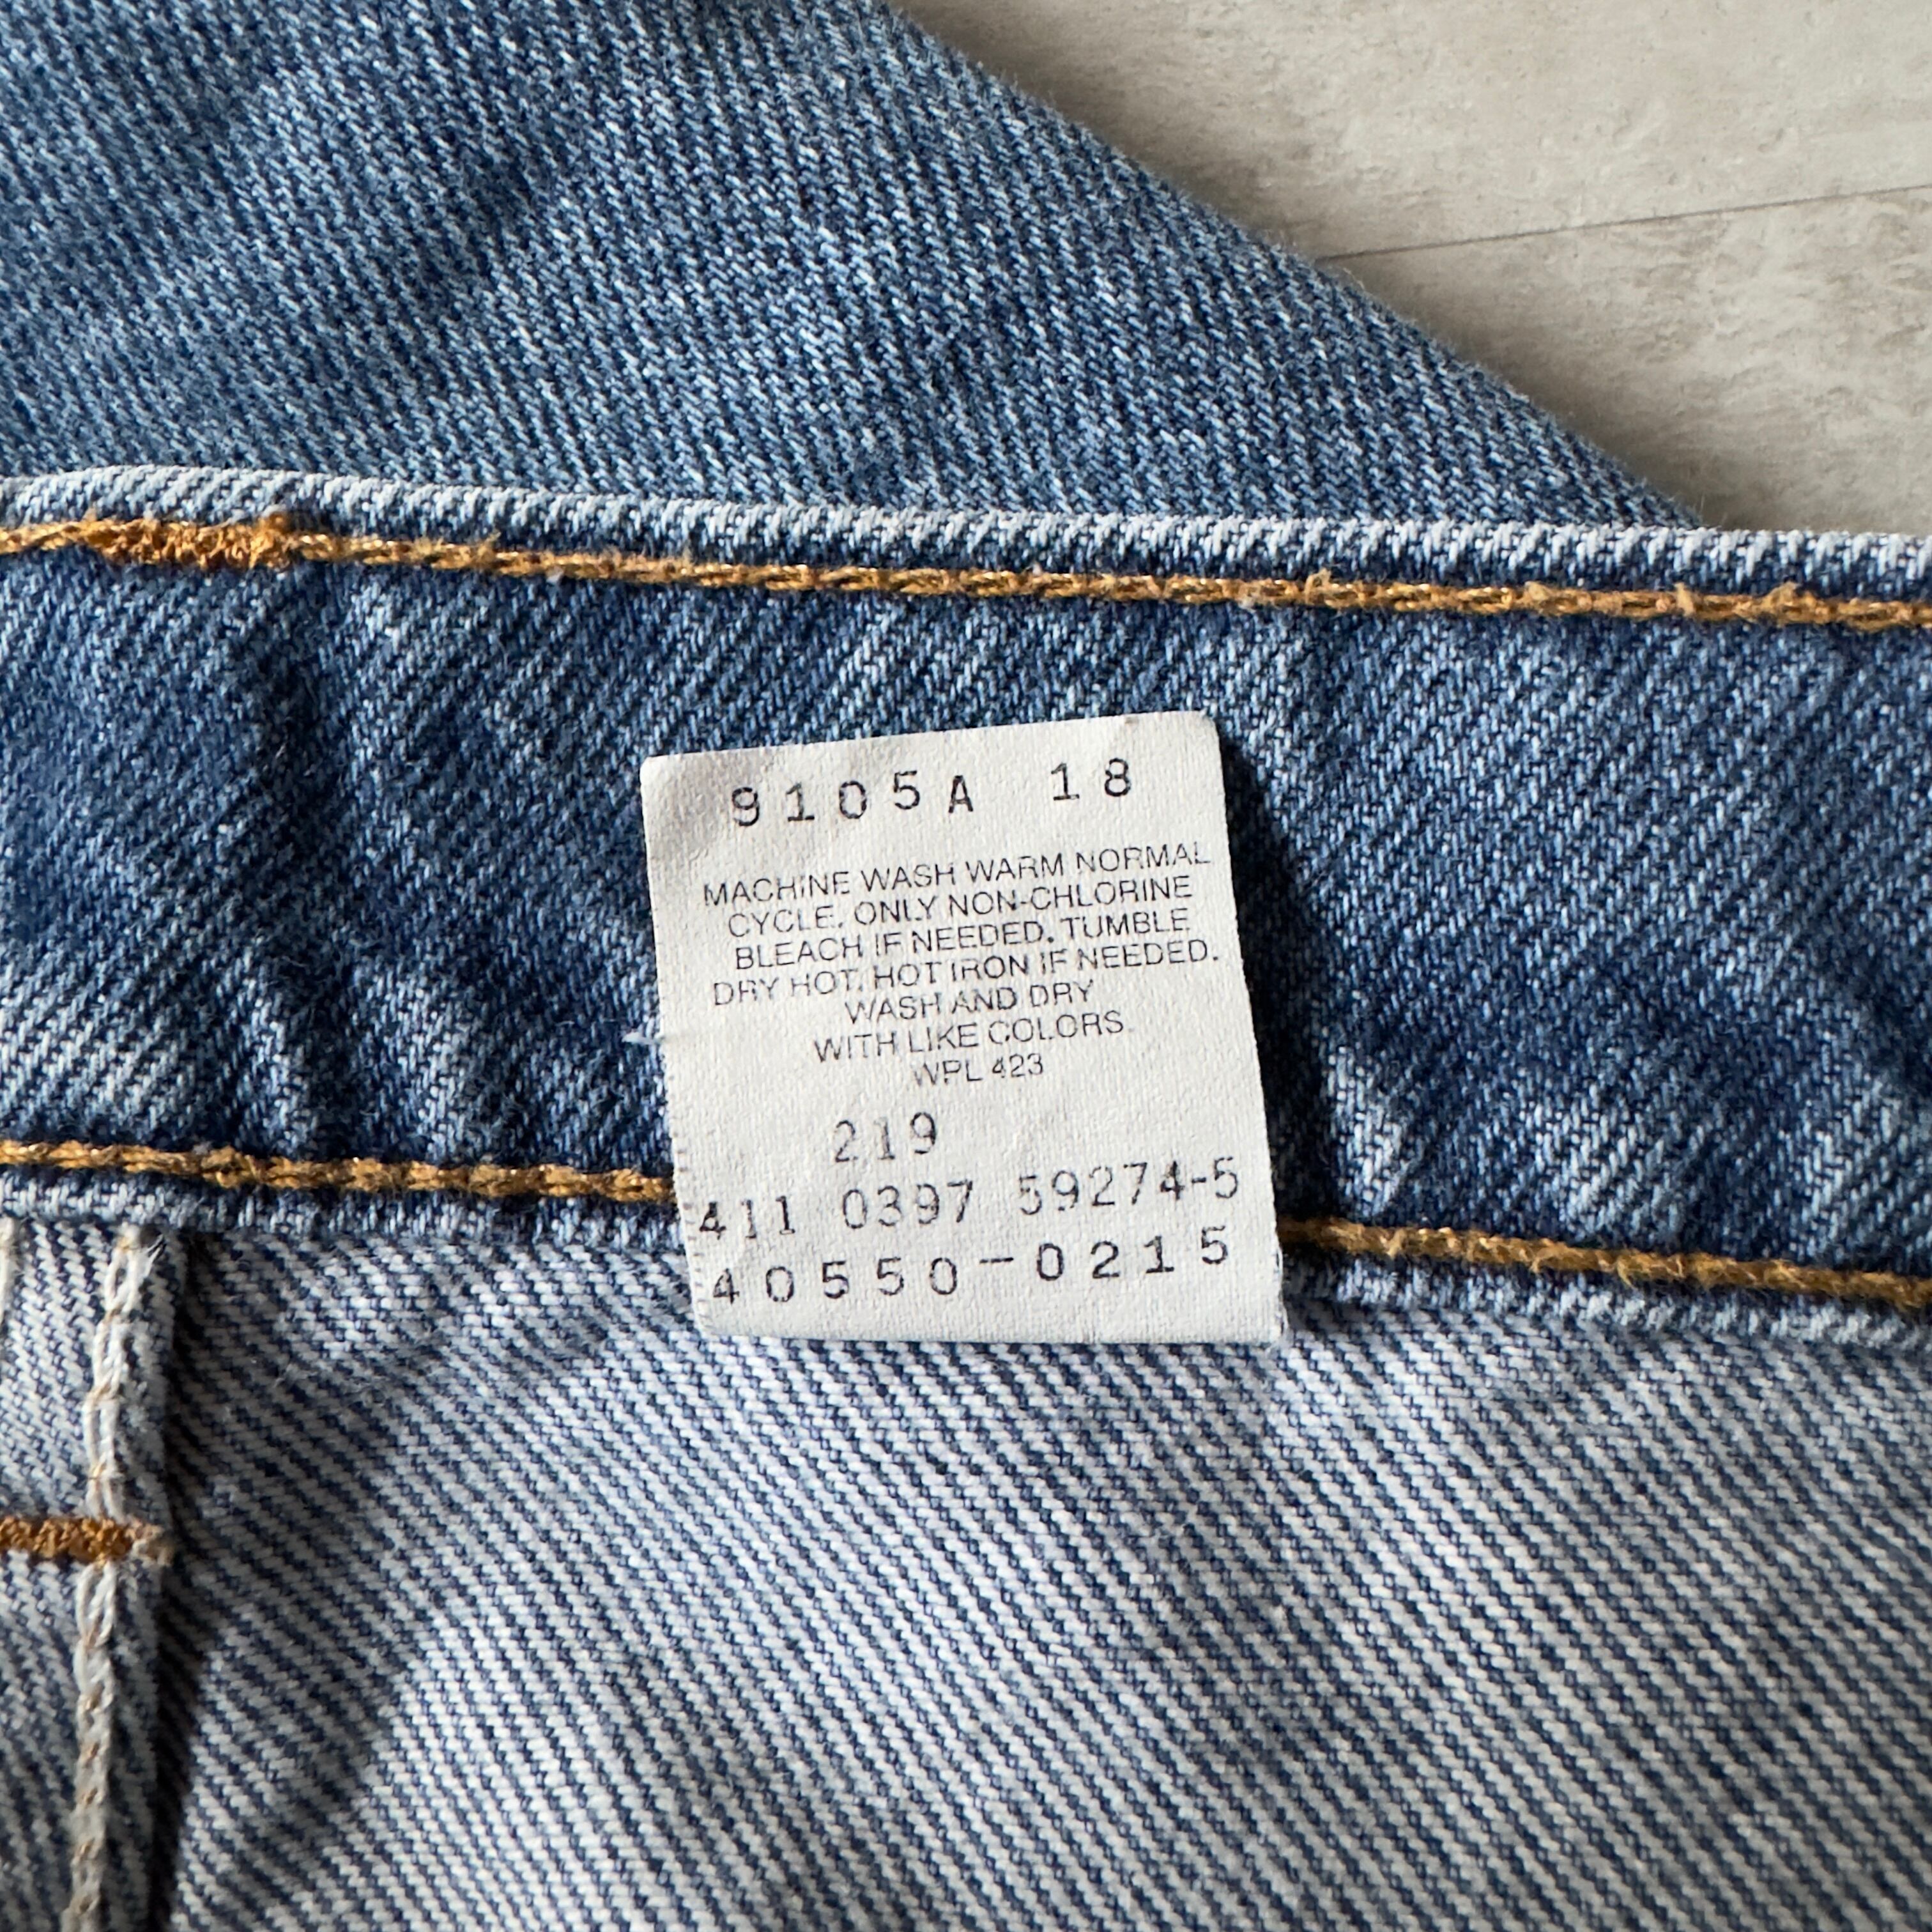 9105A 18
MACHINE WASH WARM NORMAL
CYCLE. ONLY NON-CHLORINE
BLEACH IF NEEDED. TUMBLE
DRY HOT. HOT IRON IF NEEDED.
WASH AND DRY
WITH LIKE COLORS
WPL 423
219
411 0397 59274-5
40550-0215